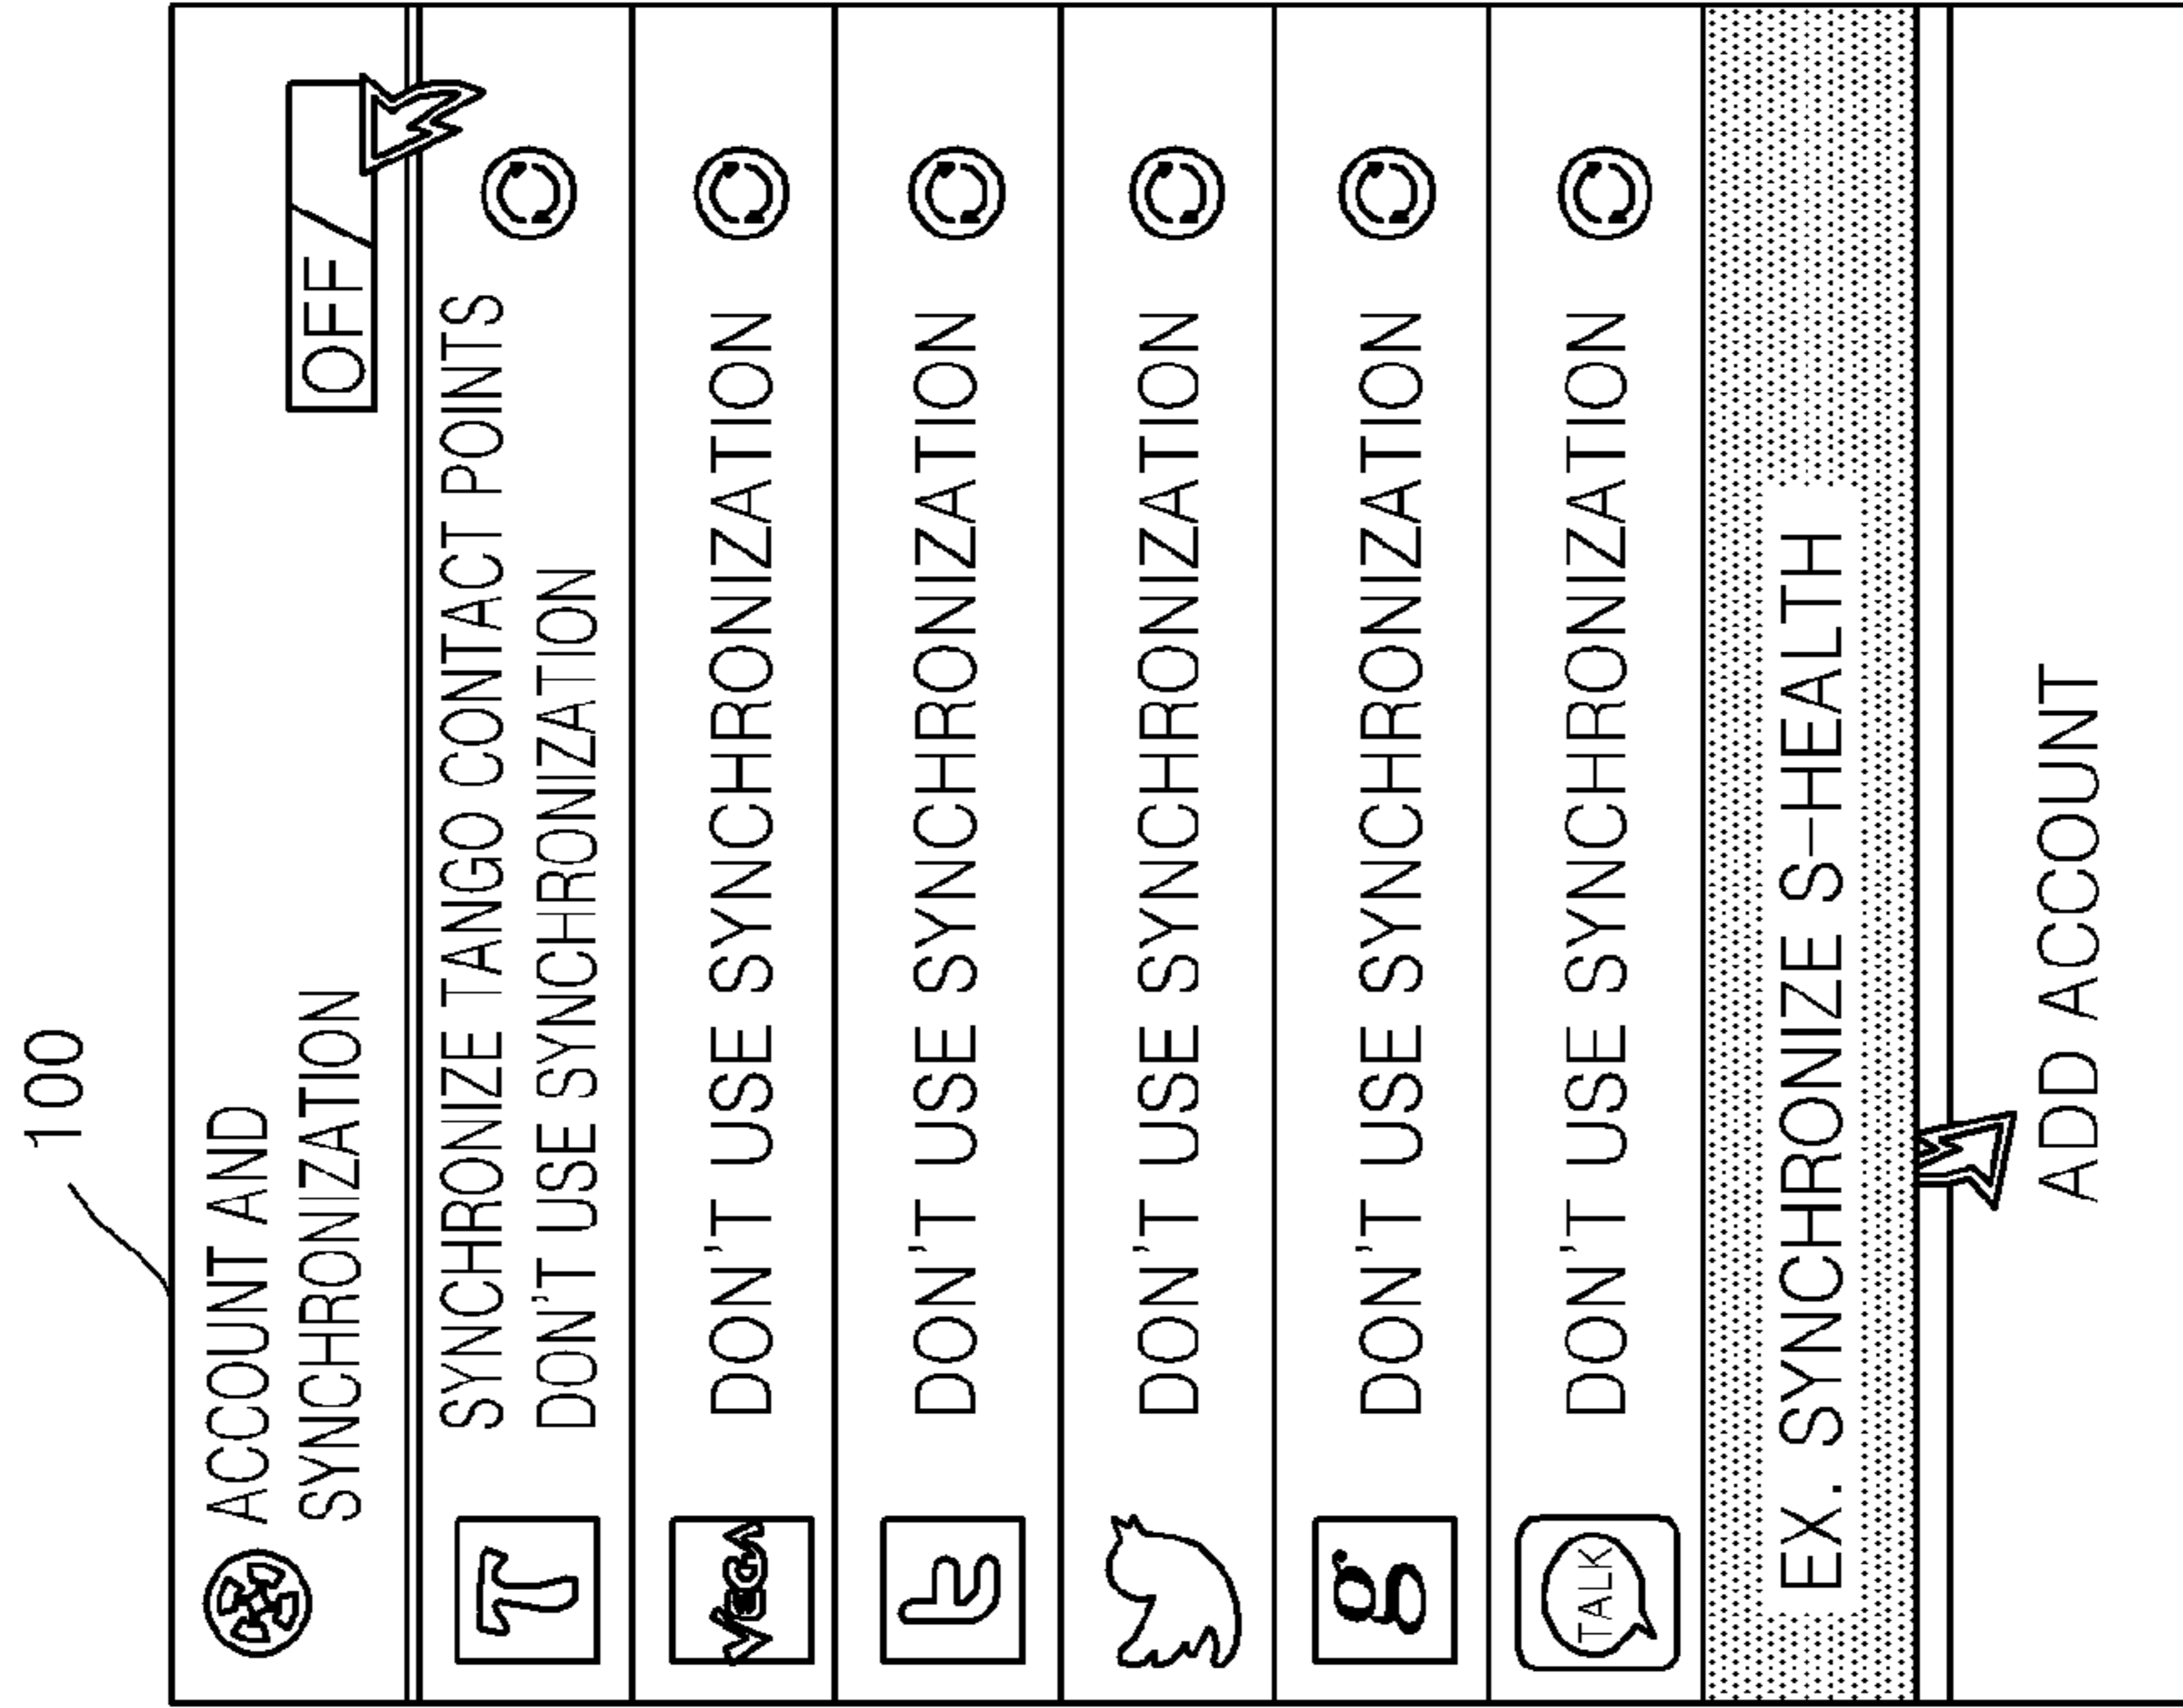 100
ACCOUNT AND
SYNCHRONIZATION
OFF/
SYNCHRONIZE TANGO CONTACT POINTS
DON'T USE SYNCHRONIZATION
DON'T USE SYNCHRONIZATION
t
DON'T USE SYNCHRONIZATION
DON'T USE SYNCHRONIZATION
g
DON'T USE SYNCHRONIZATION
TALK
DON'T USE SYNCHRONIZATION
EX. SYNCHRONIZE S-HEALTH
ADD ACCOUNT